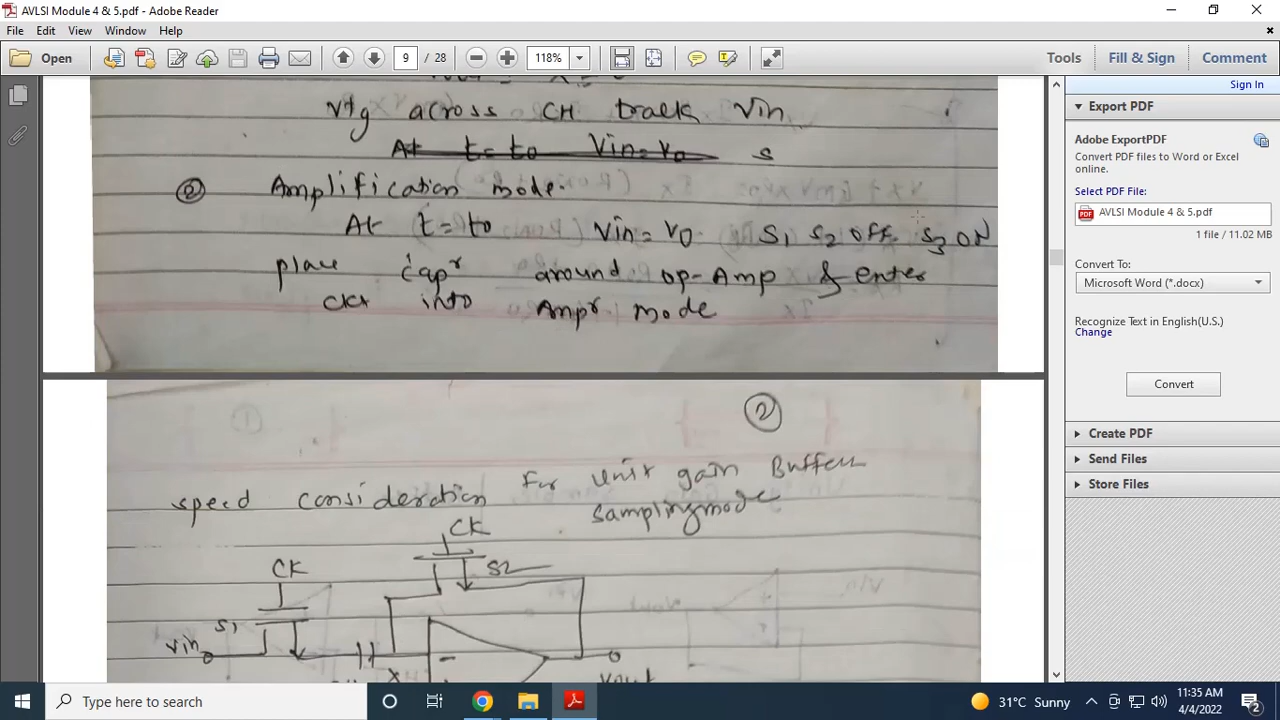 AVLSI Module 4 & 5.pdf - Adobe Reader
File Edit View Window Help
Open 9 / 28 118% Tools Fill & Sign Comment
Sign In
Export PDF
Adobe ExportPDF
Convert PDF files to Word or Excel
online.
Select PDF File:
AVLSI Module 4 & 5.pdf
1 file / 11.02 MB
Convert To:
Microsoft Word (*.docx)
Recognize Text in English(U.S.)
Change
Convert
Create PDF
Send Files
Store Files
Vtg across CH track Vin
At t=to Vin=Vo s
② Amplification mode.
At t=to Vin=Vo S1 S2 OFF S3 ON
place capr around op-Amp & enter
ckt into Ampr mode
②
speed consideration For unit gain Buffer
samplingmode
CK
CK S2
S1
Vin
X Vout
Type here to search
31°C Sunny
11:35 AM
4/4/2022
2